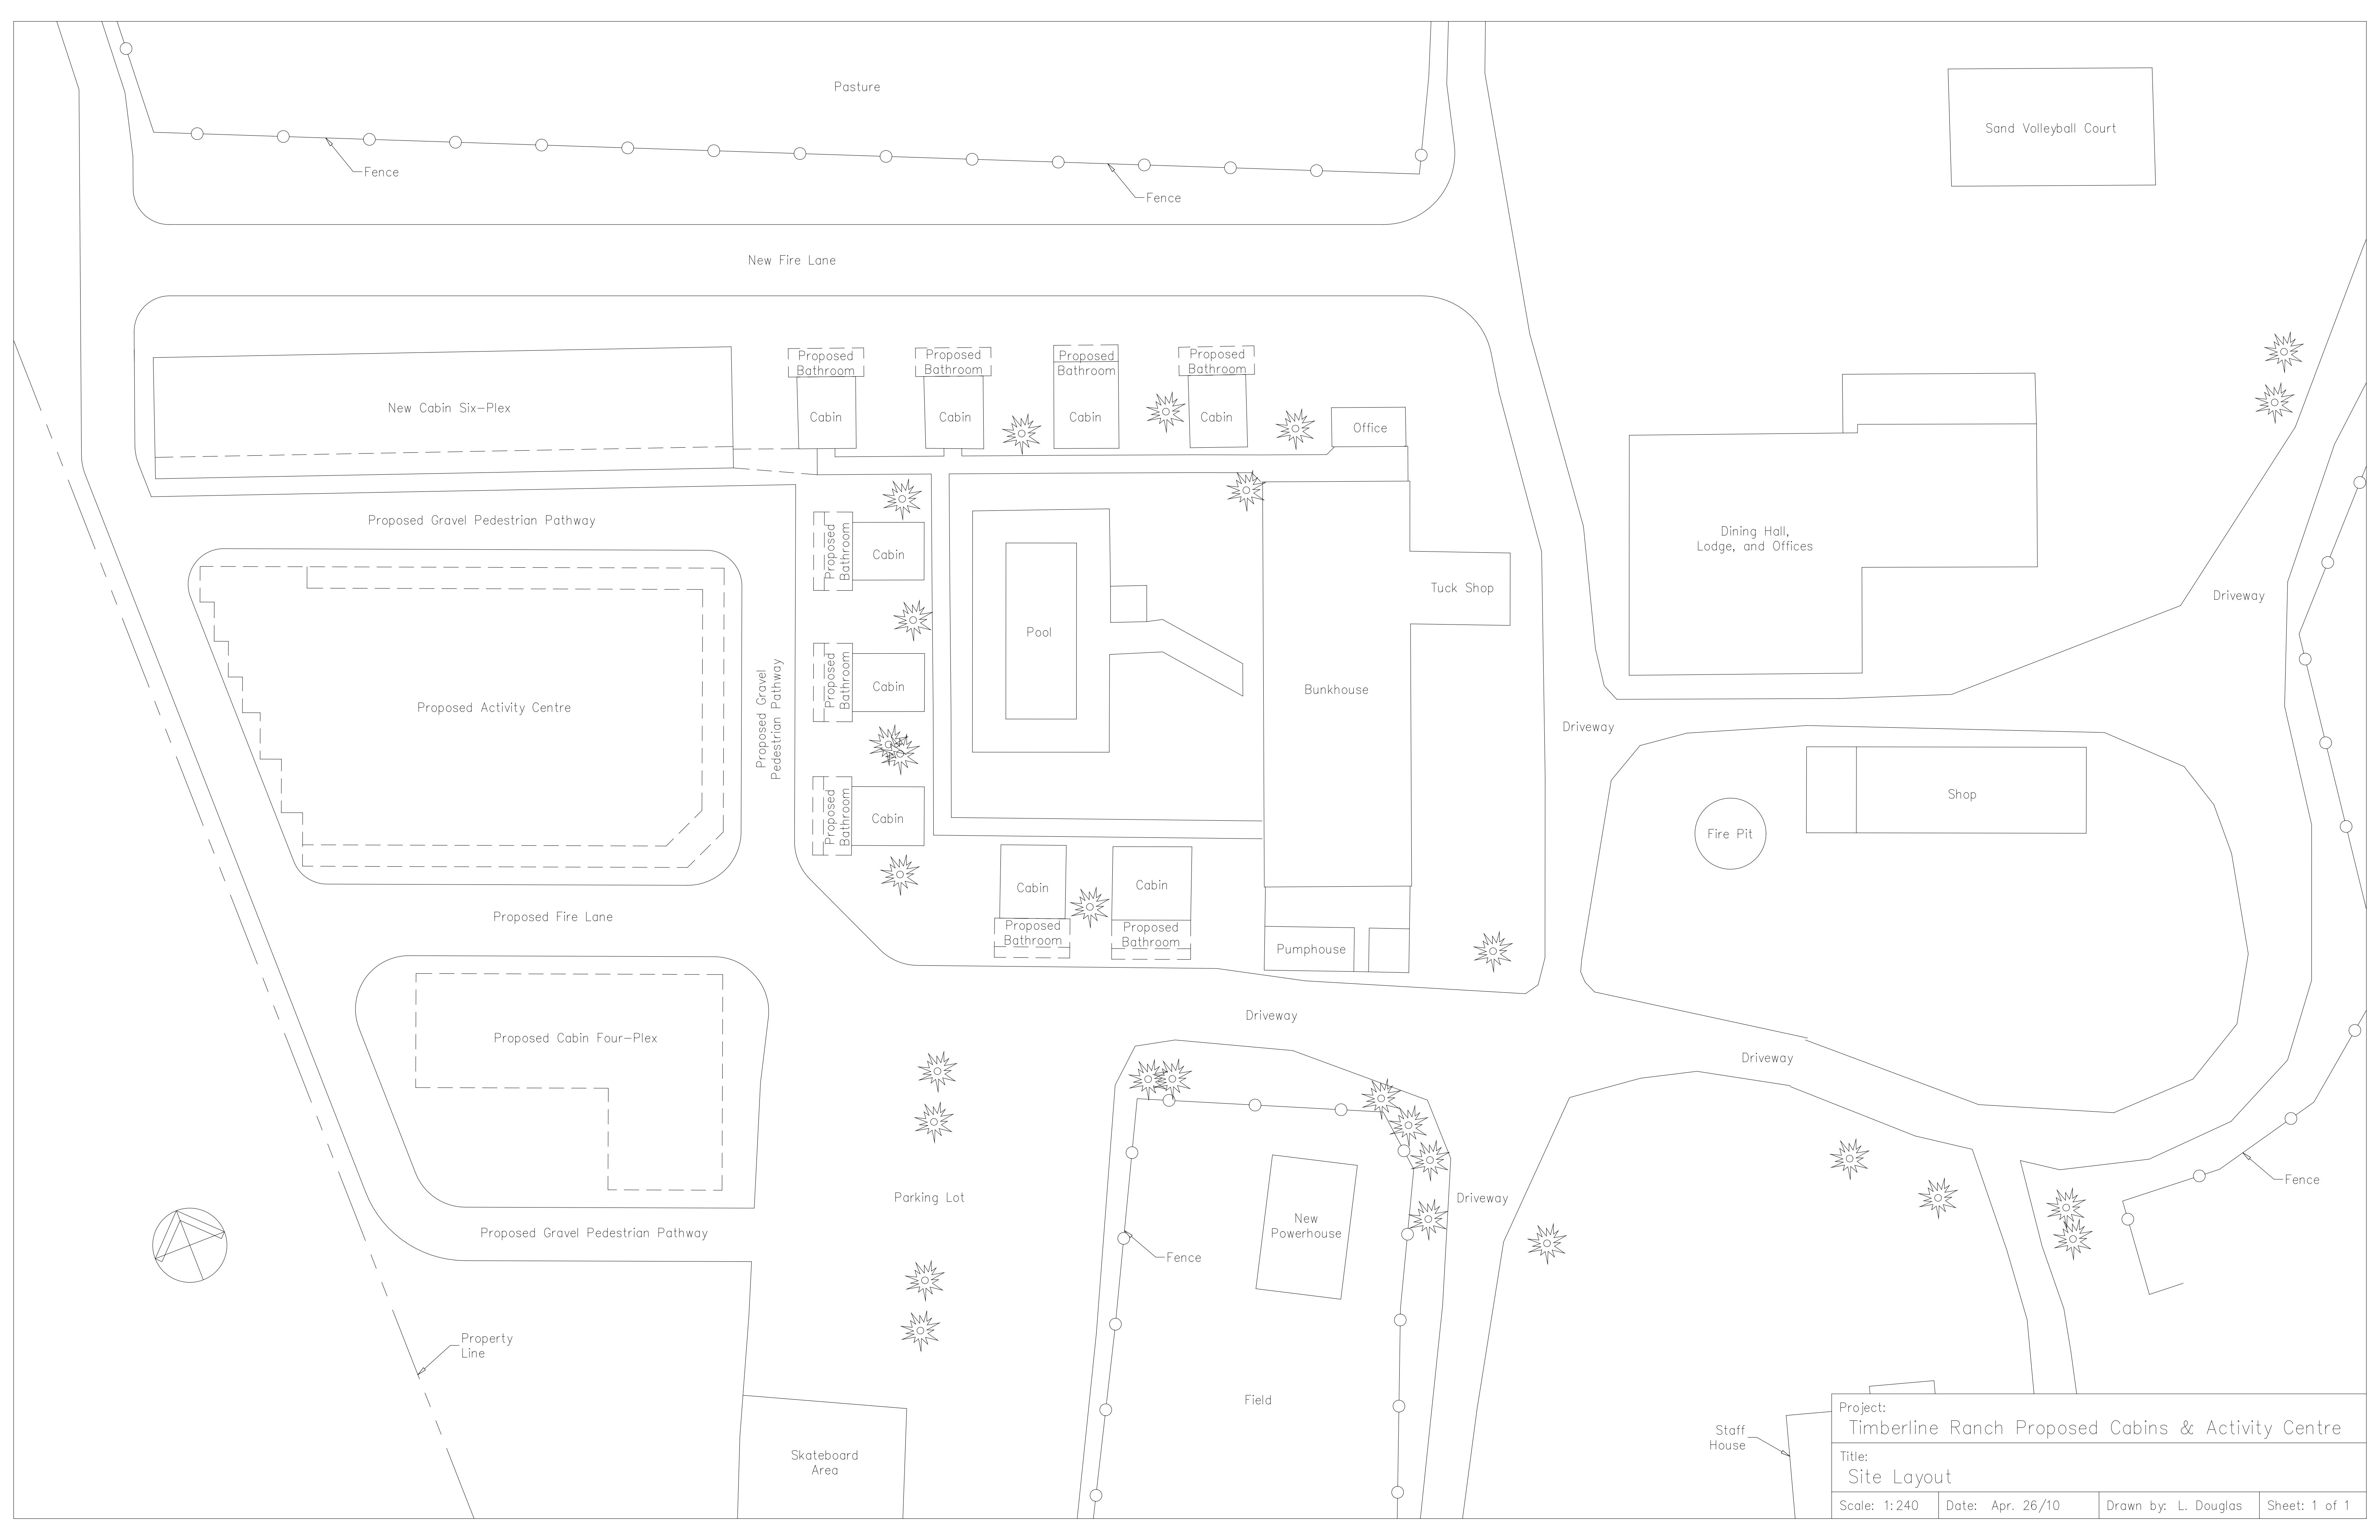 Pasture
Sand Volleyball Court
Fence
Fence
New Fire Lane
Proposed
Bathroom
Proposed
Bathroom
Proposed
Bathroom
Proposed
Bathroom
New Cabin Six-Plex
Cabin
Cabin
Cabin
Cabin
Office
Proposed Gravel Pedestrian Pathway
Proposed
Bathroom
Cabin
Dining Hall,
Lodge, and Offices
Tuck Shop
Driveway
Pool
Proposed
Bathroom
Cabin
Bunkhouse
Proposed Activity Centre
Proposed Gravel
Pedestrian Pathway
Driveway
Shop
Proposed
Bathroom
Cabin
Fire Pit
Cabin
Cabin
Proposed Fire Lane
Proposed
Bathroom
Proposed
Bathroom
Pumphouse
Driveway
Proposed Cabin Four-Plex
Driveway
Fence
Parking Lot
Driveway
New
Powerhouse
Proposed Gravel Pedestrian Pathway
Fence
Property
Line
Field
Skateboard
Area
Staff
House
Project:
Timberline Ranch Proposed Cabins & Activity Centre
Title:
Site Layout
Scale: 1:240 Date: Apr. 26/10 Drawn by: L. Douglas Sheet: 1 of 1